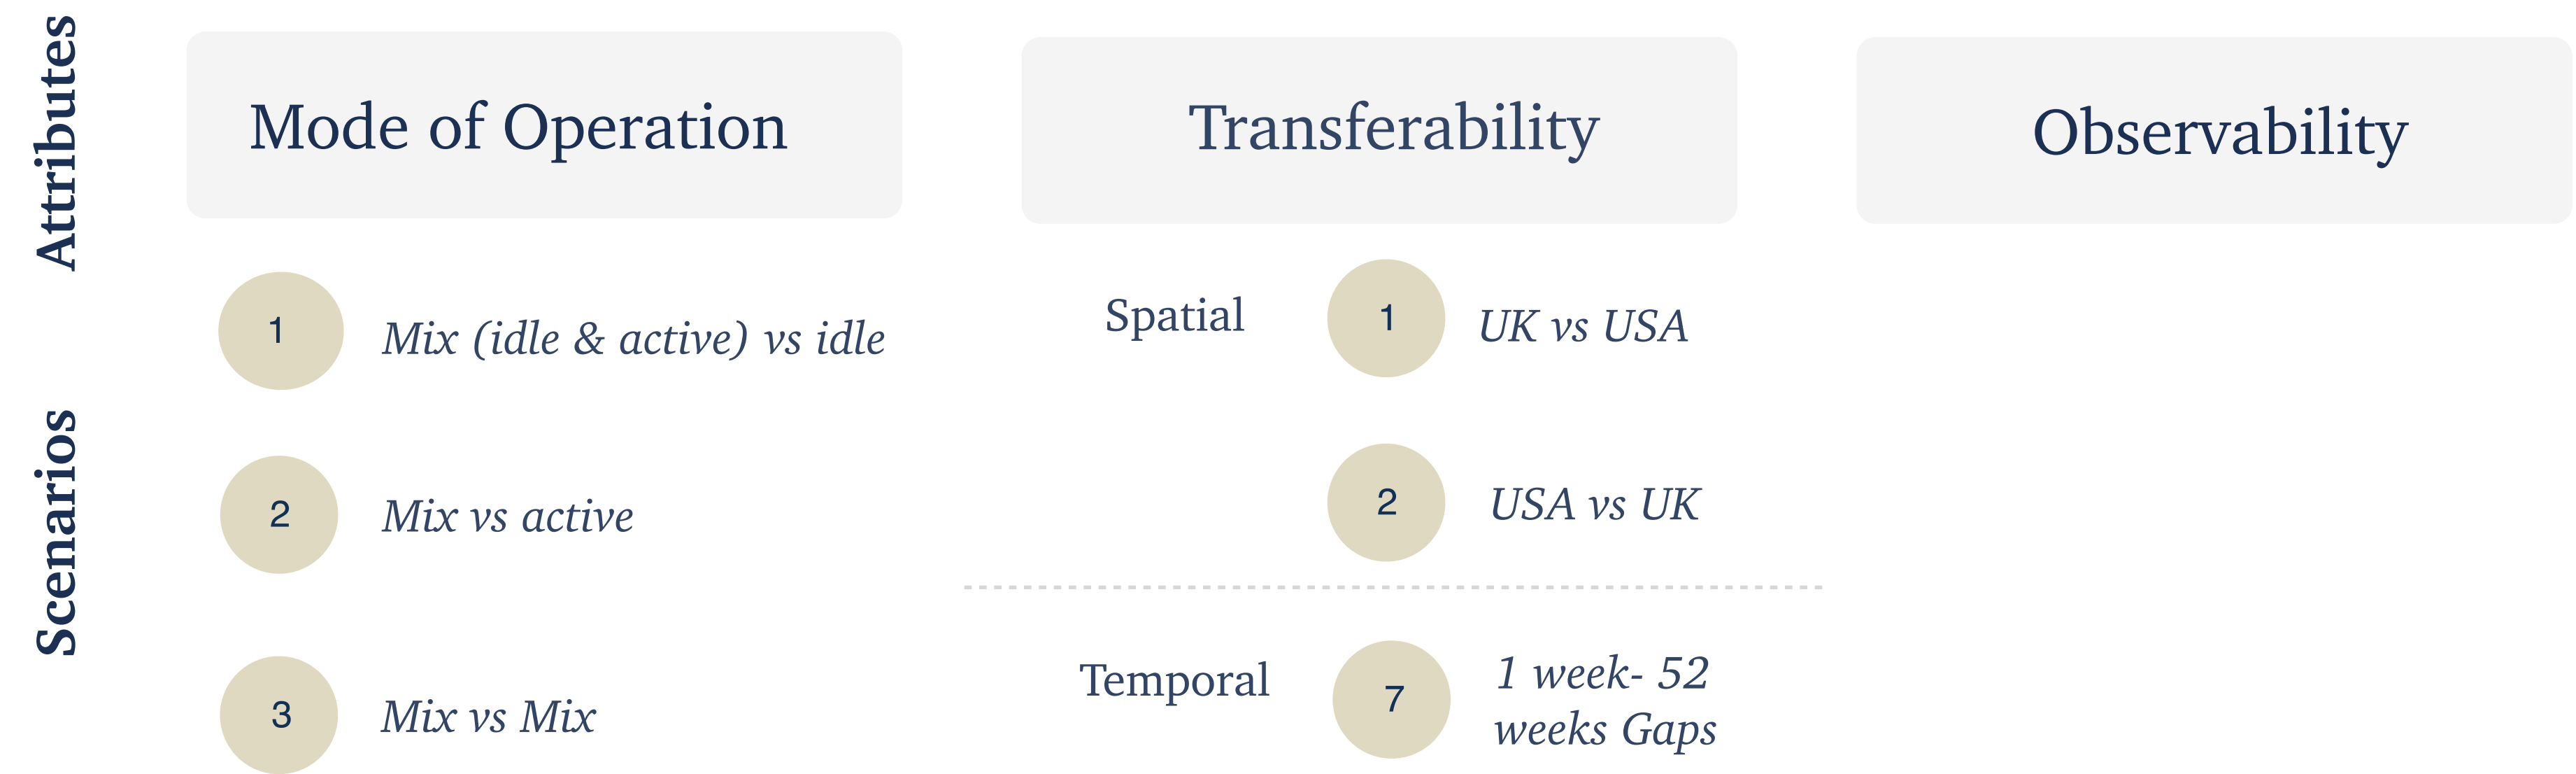 Attributes
Mode of Operation
Transferability
Observability
Scenarios
1
Mix (idle & active) vs idle
2
Mix vs active
3
Mix vs Mix
Spatial
1
UK vs USA
2
USA vs UK
Temporal
7
1 week- 52
weeks Gaps